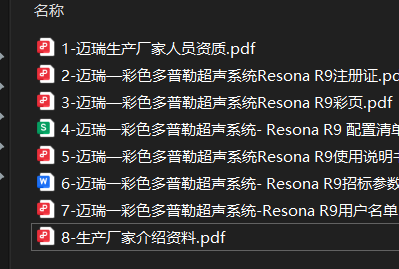 名称
1-迈瑞生产厂家人员资质.pdf
2-迈瑞—彩色多普勒超声系统Resona R9注册证.p
3-迈瑞—彩色多普勒超声系统Resona R9彩页.pdf
4-迈瑞—彩色多普勒超声系统- Resona R9 配置清单
5-迈瑞—彩色多普勒超声系统Resona R9使用说明书
6-迈瑞—彩色多普勒超声系统- Resona R9招标参数
7-迈瑞—彩色多普勒超声系统-Resona R9用户名单
8-生产厂家介绍资料.pdf